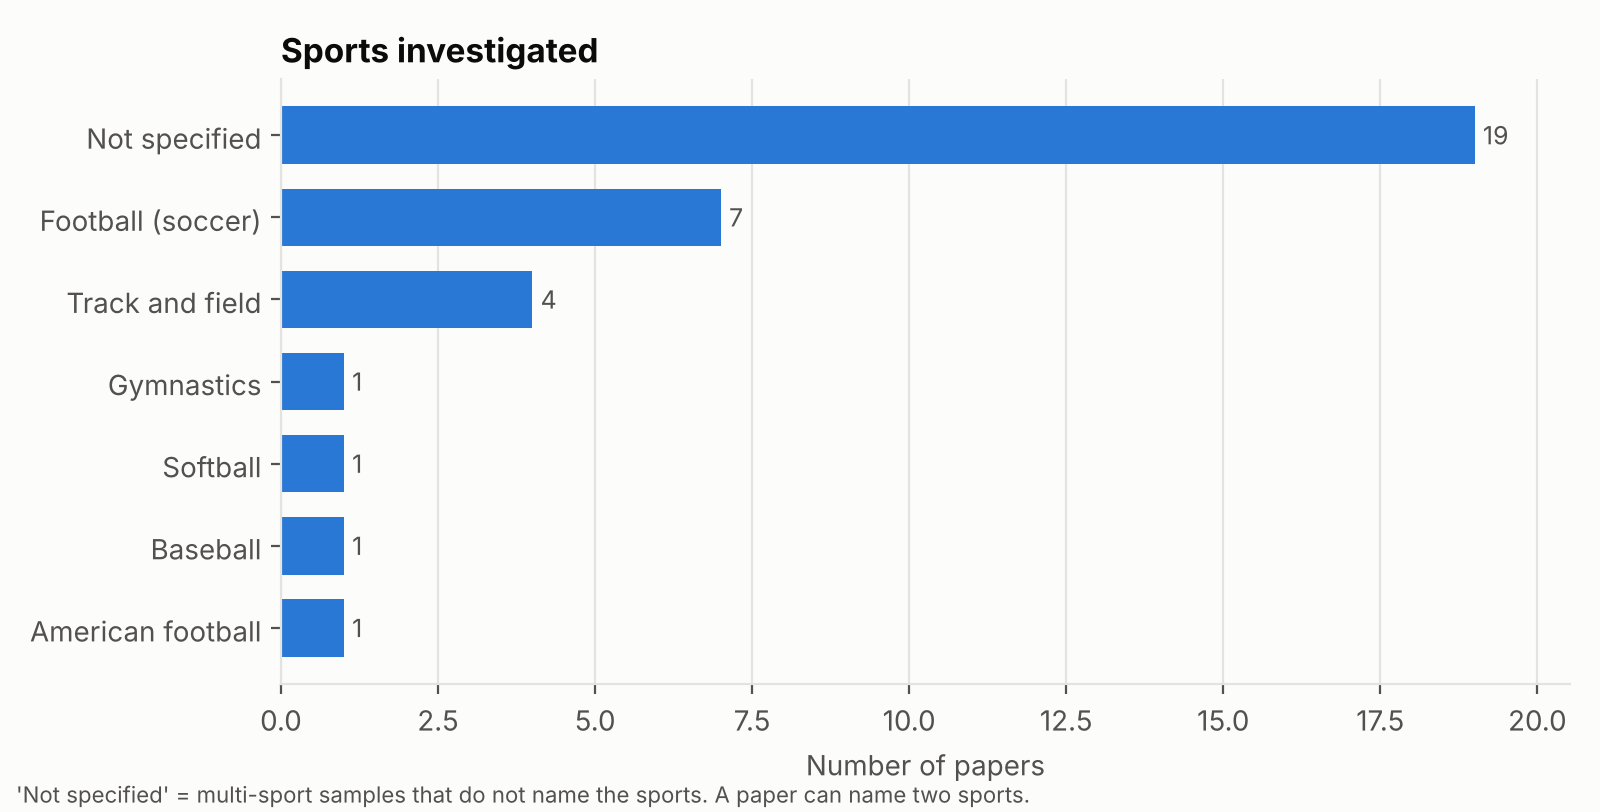 Sports investigated
Not specified 19
Football (soccer) 7
Track and field 4
Gymnastics 1
Softball 1
Baseball 1
American football 1
0.0 2.5 5.0 7.5 10.0 12.5 15.0 17.5 20.0
Number of papers
'Not specified' = multi-sport samples that do not name the sports. A paper can name two sports.